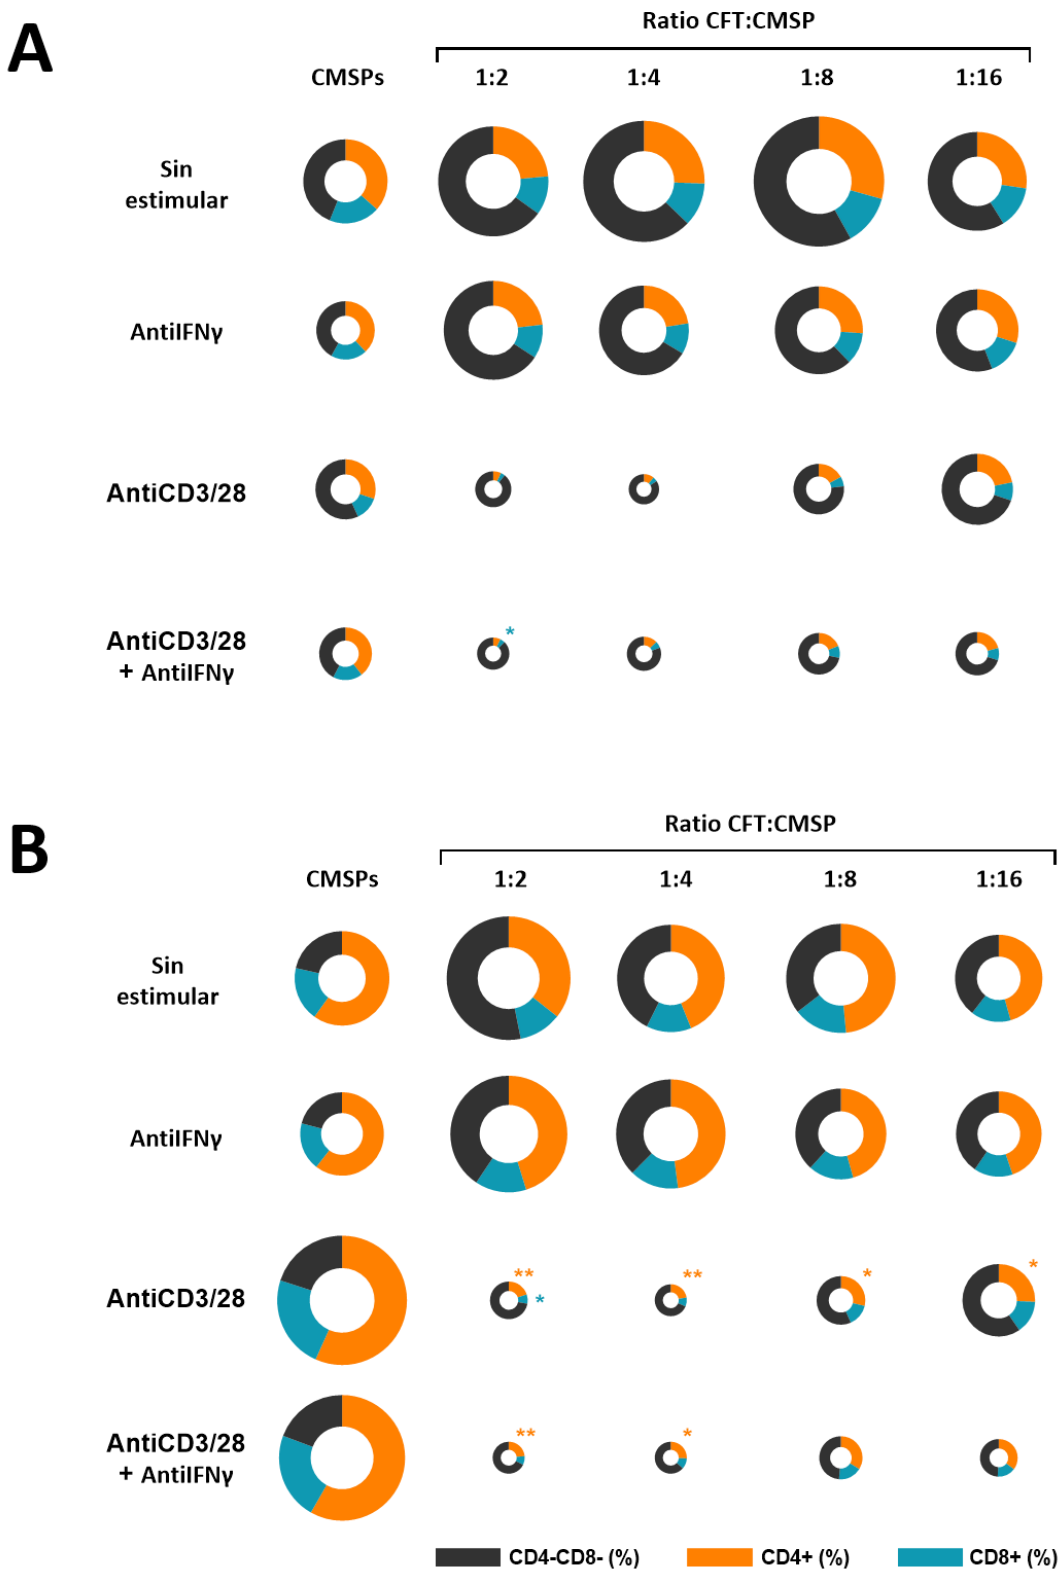 A
Ratio CFT:CMSP
CMSPs 1:2 1:4 1:8 1:16
Sin
estimular
AntiIFNγ
AntiCD3/28
AntiCD3/28
+ AntiIFNγ
*
B
Ratio CFT:CMSP
CMSPs 1:2 1:4 1:8 1:16
Sin
estimular
AntiIFNγ
AntiCD3/28
** ** * *
*
AntiCD3/28
+ AntiIFNγ
** *
CD4-CD8- (%) CD4+ (%) CD8+ (%)